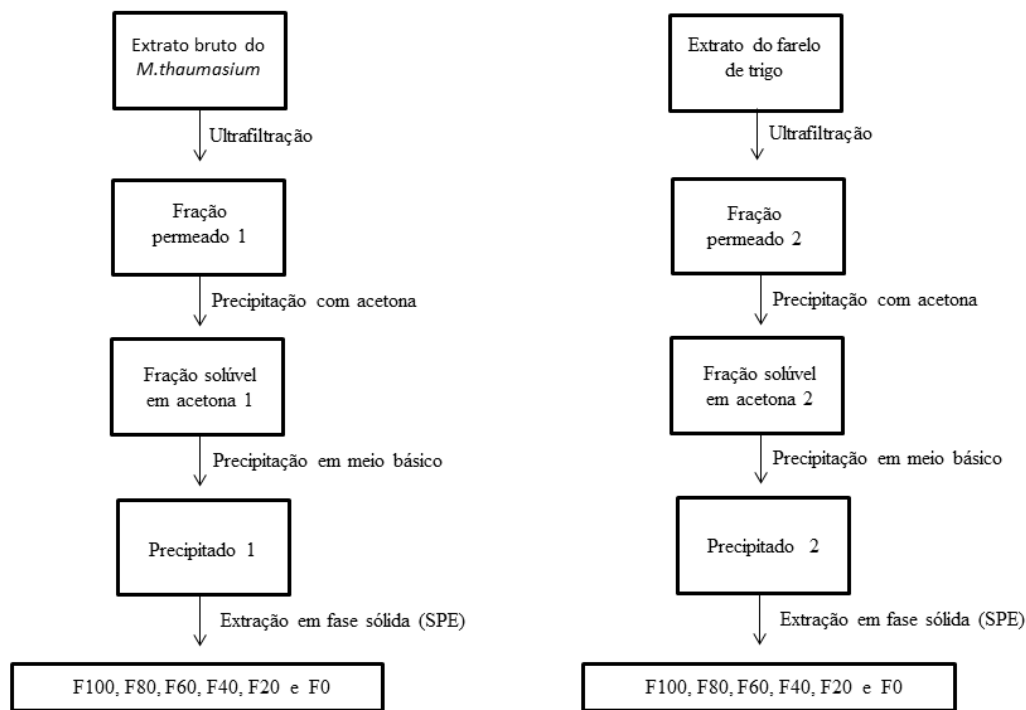 Extrato bruto do
M.thaumasium
Ultrafiltração
Fração
permeado 1
Precipitação com acetona
Fração solúvel
em acetona 1
Precipitação em meio básico
Precipitado 1
Extração em fase sólida (SPE)
F100, F80, F60, F40, F20 e F0
Extrato do farelo
de trigo
Ultrafiltração
Fração
permeado 2
Precipitação com acetona
Fração solúvel
em acetona 2
Precipitação em meio básico
Precipitado 2
Extração em fase sólida (SPE)
F100, F80, F60, F40, F20 e F0